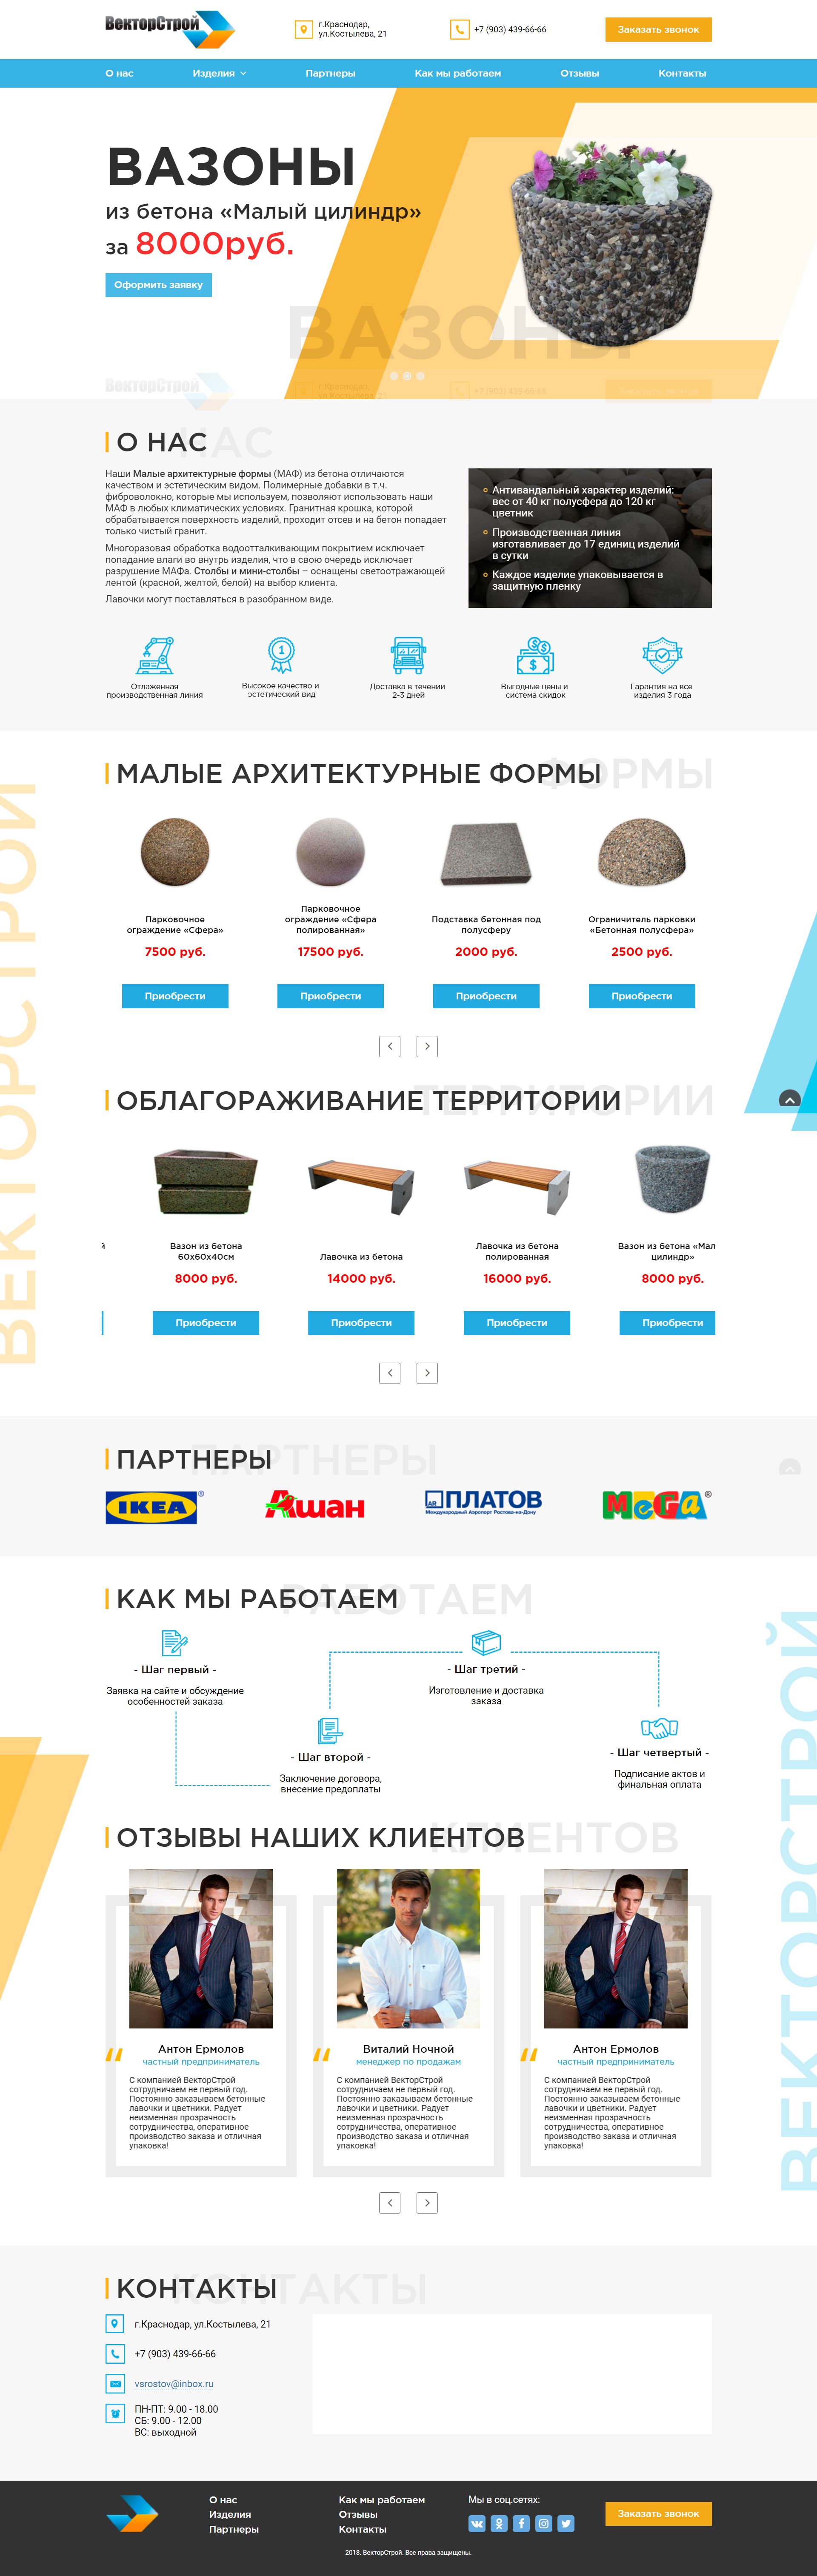 ВекторСтрой
г.Краснодар,
ул.Костылева, 21
+7 (903) 439-66-66
Заказать звонок
О нас
Изделия
Партнеры
Как мы работаем
Отзывы
Контакты
ВАЗОНЫ
из бетона «Малый цилиндр»
за 8000руб.
Оформить заявку
ВАЗОНЫ
ВекторСтрой
г.Краснодар,
ул.Костылева, 21
+7 (903) 439-66-66
О НАС
НАС
Наши Малые архитектурные формы (МАФ) из бетона отличаются
качеством и эстетическим видом. Полимерные добавки в т.ч.
фиброволокно, которые мы используем, позволяют использовать наши
МАФ в любых климатических условиях. Гранитная крошка, которой
обрабатывается поверхность изделий, проходит отсев и на бетон попадает
только чистый гранит.
Многоразовая обработка водоотталкивающим покрытием исключает
попадание влаги во внутрь изделия, что в свою очередь исключает
разрушение МАФа. Столбы и мини-столбы – оснащены светоотражающей
лентой (красной, желтой, белой) на выбор клиента.
Лавочки могут поставляться в разобранном виде.
Антивандальный характер изделий:
вес от 40 кг полусфера до 120 кг
цветник
Производственная линия
изготавливает до 17 единиц изделий
в сутки
Каждое изделие упаковывается в
защитную пленку
Отлаженная
производственная линия
1
Высокое качество и
эстетический вид
Доставка в течении
2-3 дней
$ $
$
Выгодные цены и
система скидок
Гарантия на все
изделия 3 года
ВЕКТОРСТРОЙ
МАЛЫЕ АРХИТЕКТУРНЫЕ ФОРМЫ
ФОРМЫ
Парковочное
ограждение «Сфера»
7500 руб.
Приобрести
Парковочное
ограждение «Сфера
полированная»
17500 руб.
Приобрести
Подставка бетонная под
полусферу
2000 руб.
Приобрести
Ограничитель парковки
«Бетонная полусфера»
2500 руб.
Приобрести
ОБЛАГОРАЖИВАНИЕ ТЕРРИТОРИИ
ТЕРРИТОРИИ
й
Вазон из бетона
60х60х40см
8000 руб.
Приобрести
Лавочка из бетона
14000 руб.
Приобрести
Лавочка из бетона
полированная
16000 руб.
Приобрести
Вазон из бетона «Мал
цилиндр»
8000 руб.
Приобрести
ПАРТНЕРЫ
ПАРТНЕРЫ
IKEA®
Ашан
AR ПЛАТОВ
Международный Аэропорт Ростова-на-Дону
MeGA®
КАК МЫ РАБОТАЕМ
РАБОТАЕМ
- Шаг первый -
Заявка на сайте и обсуждение
особенностей заказа
- Шаг второй -
Заключение договора,
внесение предоплаты
- Шаг третий -
Изготовление и доставка
заказа
- Шаг четвертый -
Подписание актов и
финальная оплата
ВЕКТОРСТРОЙ
ОТЗЫВЫ НАШИХ КЛИЕНТОВ
КЛИЕНТОВ
Антон Ермолов
частный предприниматель
С компанией ВекторСтрой
сотрудничаем не первый год.
Постоянно заказываем бетонные
лавочки и цветники. Радует
неизменная прозрачность
сотрудничества, оперативное
производство заказа и отличная
упаковка!
Виталий Ночной
менеджер по продажам
С компанией ВекторСтрой
сотрудничаем не первый год.
Постоянно заказываем бетонные
лавочки и цветники. Радует
неизменная прозрачность
сотрудничества, оперативное
производство заказа и отличная
упаковка!
Антон Ермолов
частный предприниматель
С компанией ВекторСтрой
сотрудничаем не первый год.
Постоянно заказываем бетонные
лавочки и цветники. Радует
неизменная прозрачность
сотрудничества, оперативное
производство заказа и отличная
упаковка!
КОНТАКТЫ
КОНТАКТЫ
г.Краснодар, ул.Костылева, 21
+7 (903) 439-66-66
vsrostov@inbox.ru
ПН-ПТ: 9.00 - 18.00
СБ: 9.00 - 12.00
ВС: выходной
О нас
Изделия
Партнеры
Как мы работаем
Отзывы
Контакты
Мы в соц.сетях:
Заказать звонок
2018. ВекторСтрой. Все права защищены.